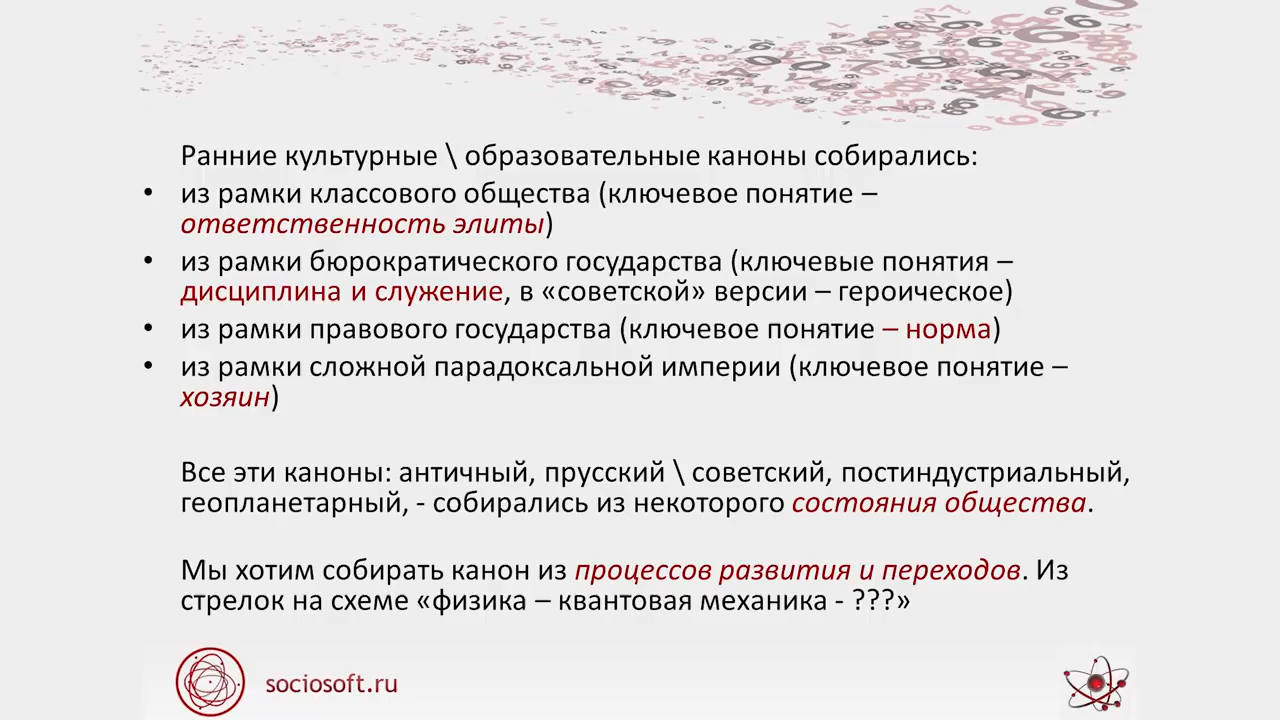 Ранние культурные \ образовательные каноны собирались:
• из рамки классового общества (ключевое понятие –
ответственность элиты)
• из рамки бюрократического государства (ключевые понятия –
дисциплина и служение, в «советской» версии – героическое)
• из рамки правового государства (ключевое понятие – норма)
• из рамки сложной парадоксальной империи (ключевое понятие –
хозяин)
Все эти каноны: античный, прусский \ советский, постиндустриальный,
геопланетарный, - собирались из некоторого состояния общества.
Мы хотим собирать канон из процессов развития и переходов. Из
стрелок на схеме «физика – квантовая механика - ???»
sociosoft.ru